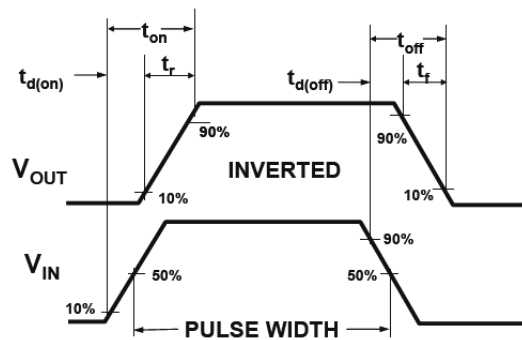 t_on
t_off
t_d(on)
t_r
t_d(off)
t_f
90%
90%
V_OUT
INVERTED
10%
10%
V_IN
90%
50%
50%
10%
PULSE WIDTH